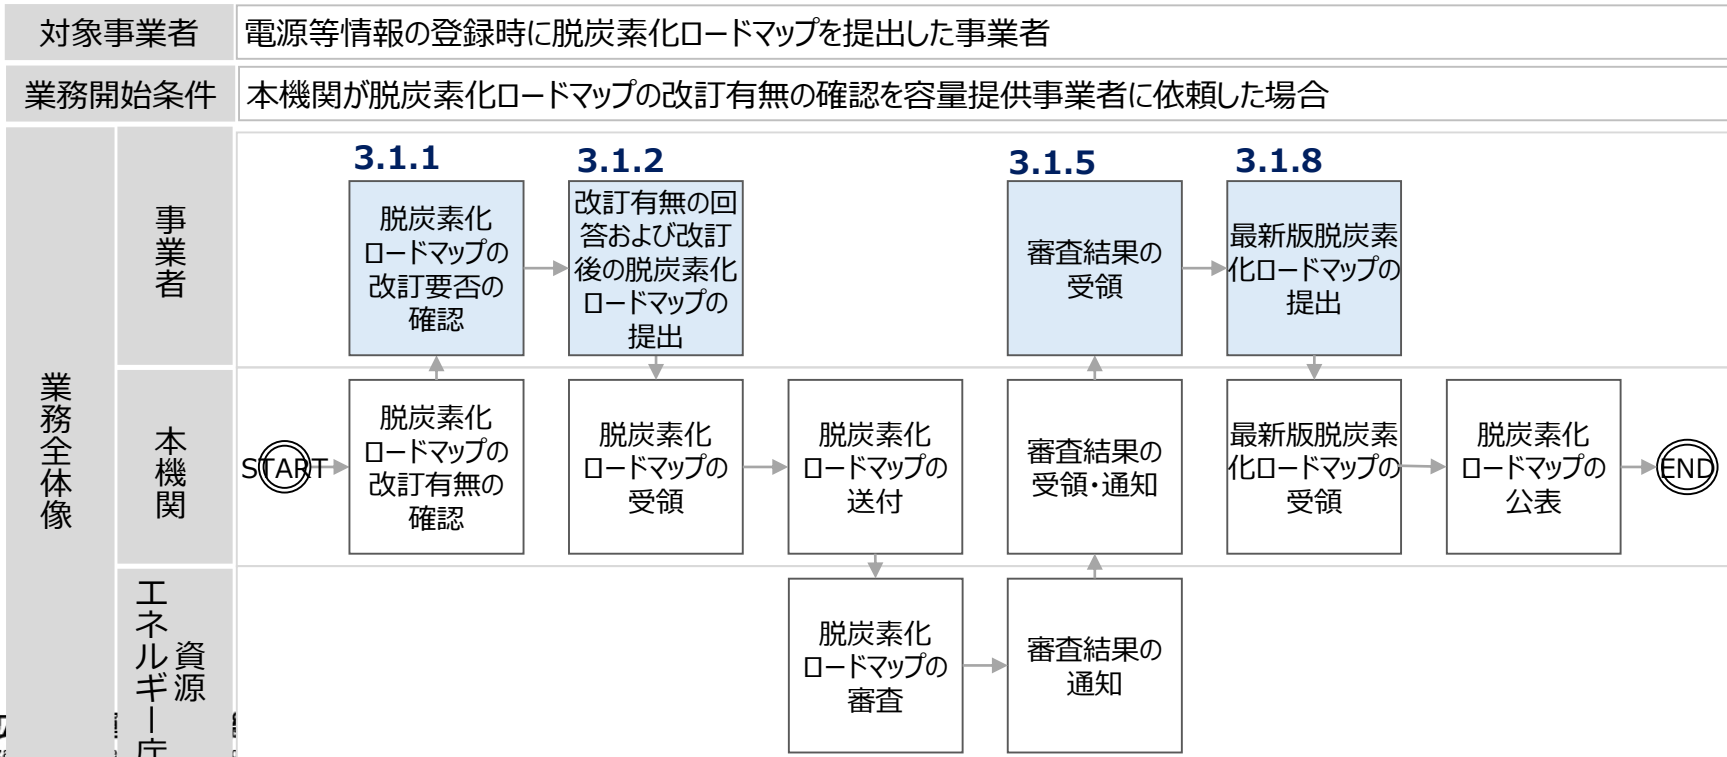 対象事業者
電源等情報の登録時に脱炭素化ロードマップを提出した事業者
業務開始条件
本機関が脱炭素化ロードマップの改訂有無の確認を容量提供事業者に依頼した場合
業務全体像
事業者
3.1.1
脱炭素化
ロードマップの
改訂要否の
確認
3.1.2
改訂有無の回
答および改訂
後の脱炭素化
ロードマップの
提出
3.1.5
審査結果の
受領
3.1.8
最新版脱炭素
化ロードマップの
提出
本機関
START
脱炭素化
ロードマップの
改訂有無の
確認
脱炭素化
ロードマップの
受領
脱炭素化
ロードマップの
送付
審査結果の
受領・通知
最新版脱炭素
化ロードマップの
受領
脱炭素化
ロードマップの
公表
END
資源
エネルギー庁
脱炭素化
ロードマップの
審査
審査結果の
通知